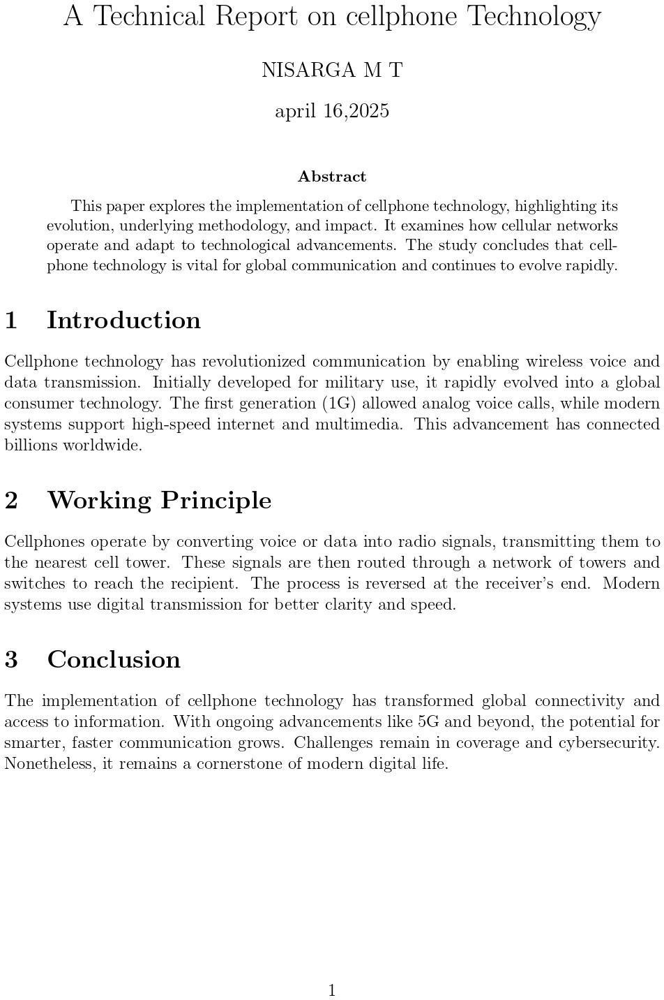 A Technical Report on cellphone Technology
NISARGA M T
april 16,2025
Abstract
This paper explores the implementation of cellphone technology, highlighting its
evolution, underlying methodology, and impact. It examines how cellular networks
operate and adapt to technological advancements. The study concludes that cell-
phone technology is vital for global communication and continues to evolve rapidly.
1 Introduction
Cellphone technology has revolutionized communication by enabling wireless voice and
data transmission. Initially developed for military use, it rapidly evolved into a global
consumer technology. The first generation (1G) allowed analog voice calls, while modern
systems support high-speed internet and multimedia. This advancement has connected
billions worldwide.
2 Working Principle
Cellphones operate by converting voice or data into radio signals, transmitting them to
the nearest cell tower. These signals are then routed through a network of towers and
switches to reach the recipient. The process is reversed at the receiver's end. Modern
systems use digital transmission for better clarity and speed.
3 Conclusion
The implementation of cellphone technology has transformed global connectivity and
access to information. With ongoing advancements like 5G and beyond, the potential for
smarter, faster communication grows. Challenges remain in coverage and cybersecurity.
Nonetheless, it remains a cornerstone of modern digital life.
1